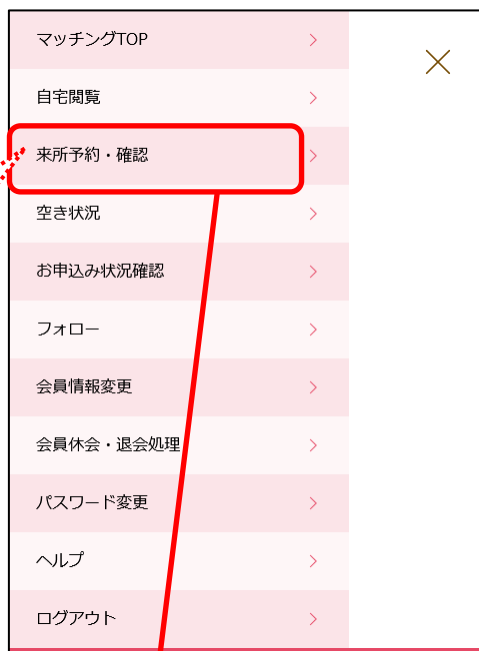 マッチングTOP
自宅閲覧
来所予約・確認
空き状況
お申込み状況確認
フォロー
会員情報変更
会員休会・退会処理
パスワード変更
ヘルプ
ログアウト